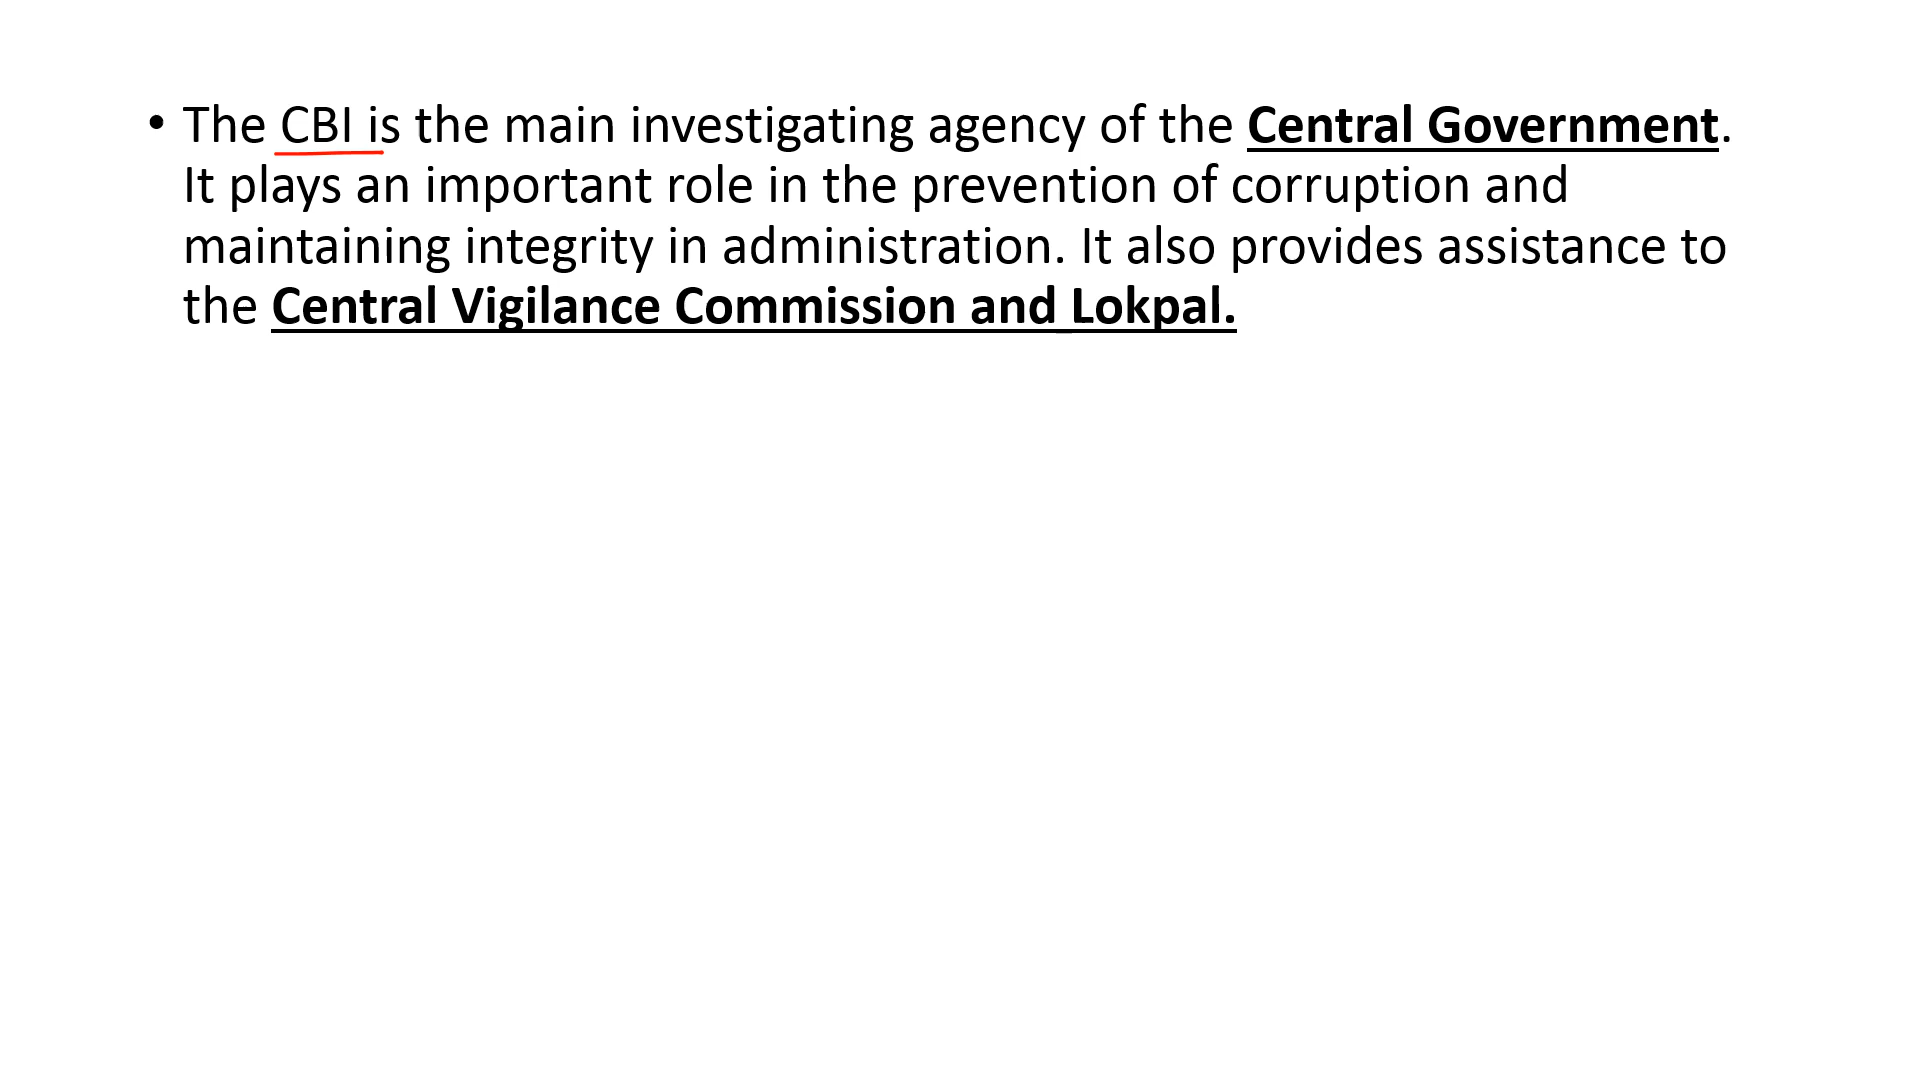 • The CBI is the main investigating agency of the Central Government.
It plays an important role in the prevention of corruption and
maintaining integrity in administration. It also provides assistance to
the Central Vigilance Commission and Lokpal.